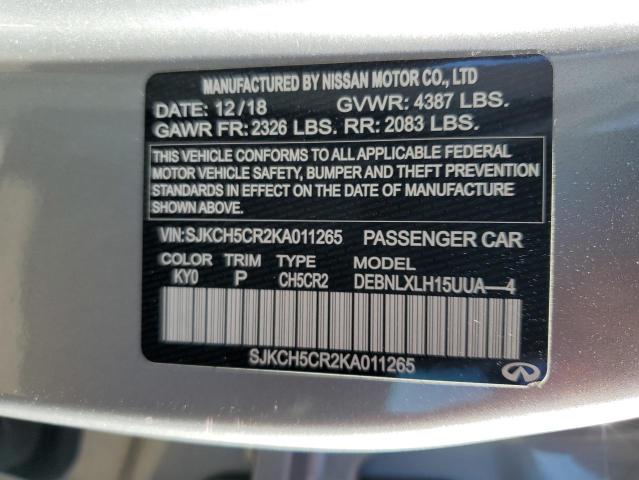 MANUFACTURED BY NISSAN MOTOR CO., LTD
DATE: 12/18 GVWR: 4387 LBS.
GAWR FR: 2326 LBS. RR: 2083 LBS.
THIS VEHICLE CONFORMS TO ALL APPLICABLE FEDERAL
MOTOR VEHICLE SAFETY, BUMPER AND THEFT PREVENTION
STANDARDS IN EFFECT ON THE DATE OF MANUFACTURE
SHOWN ABOVE.
VIN:SJKCH5CR2KA011265 PASSENGER CAR
COLOR TRIM TYPE MODEL
KY0 P CH5CR2 DEBNLXLH15UUA—4
SJKCH5CR2KA011265